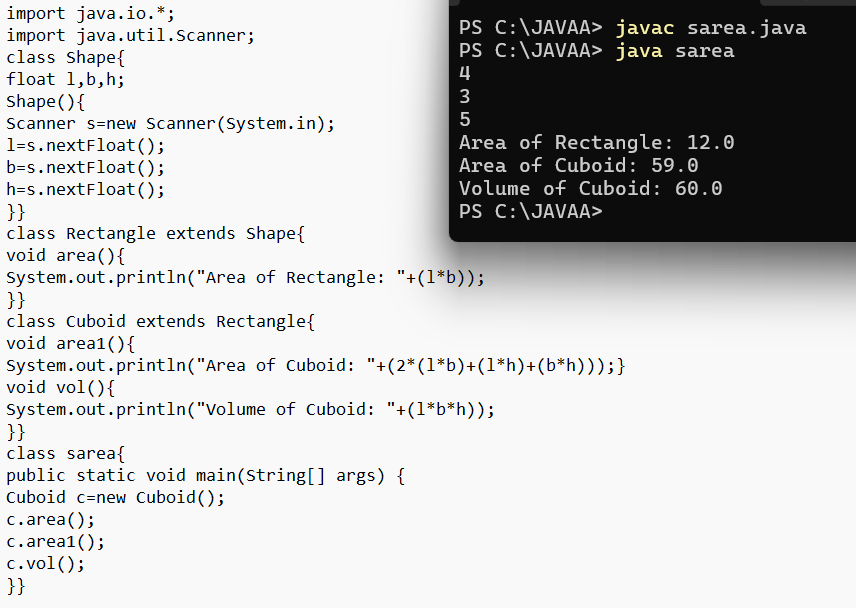 import java.io.*;
import java.util.Scanner;
class Shape{
float l,b,h;
Shape(){
Scanner s=new Scanner(System.in);
l=s.nextFloat();
b=s.nextFloat();
h=s.nextFloat();
}}
class Rectangle extends Shape{
void area(){
System.out.println("Area of Rectangle: "+(l*b));
}}
class Cuboid extends Rectangle{
void area1(){
System.out.println("Area of Cuboid: "+(2*(l*b)+(l*h)+(b*h)));}
void vol(){
System.out.println("Volume of Cuboid: "+(l*b*h));
}}
class sarea{
public static void main(String[] args) {
Cuboid c=new Cuboid();
c.area();
c.area1();
c.vol();
}}
PS C:\JAVAA> javac sarea.java
PS C:\JAVAA> java sarea
4
3
5
Area of Rectangle: 12.0
Area of Cuboid: 59.0
Volume of Cuboid: 60.0
PS C:\JAVAA>